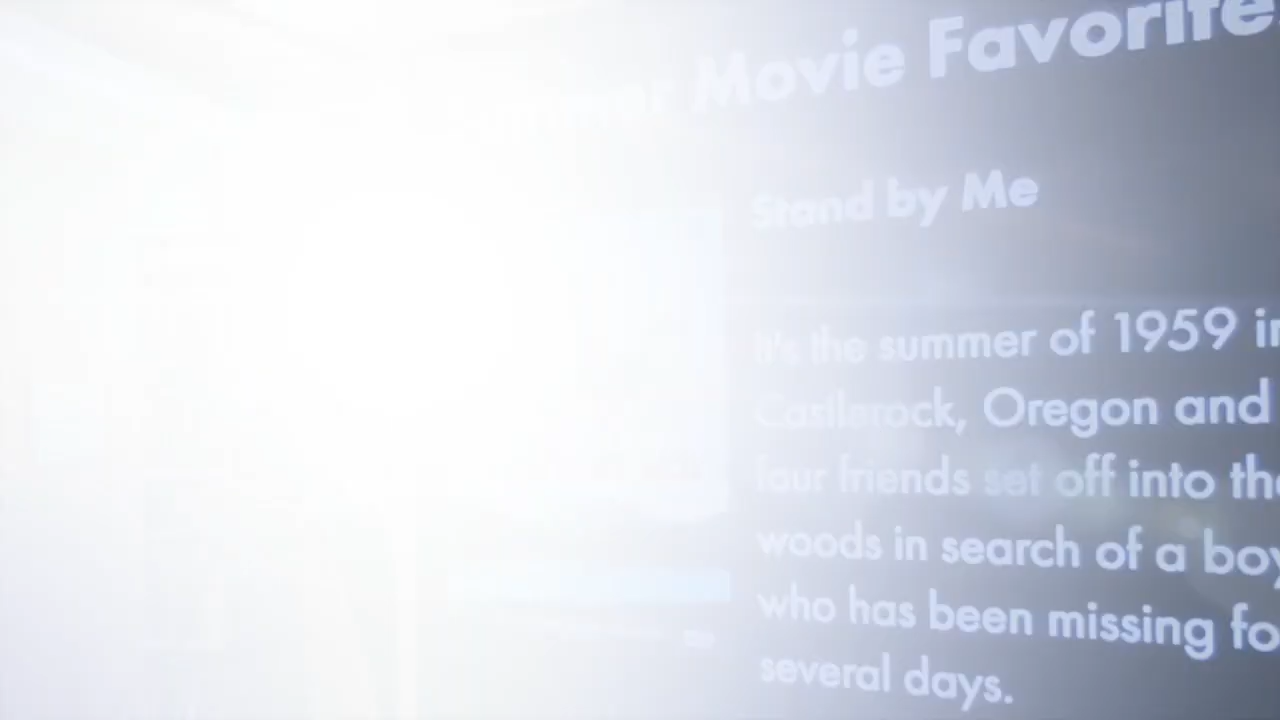 Movie Favorite
Stand by Me
It's the summer of 1959 in
Castlerock, Oregon and
four friends set off into the
woods in search of a boy
who has been missing fo
several days.